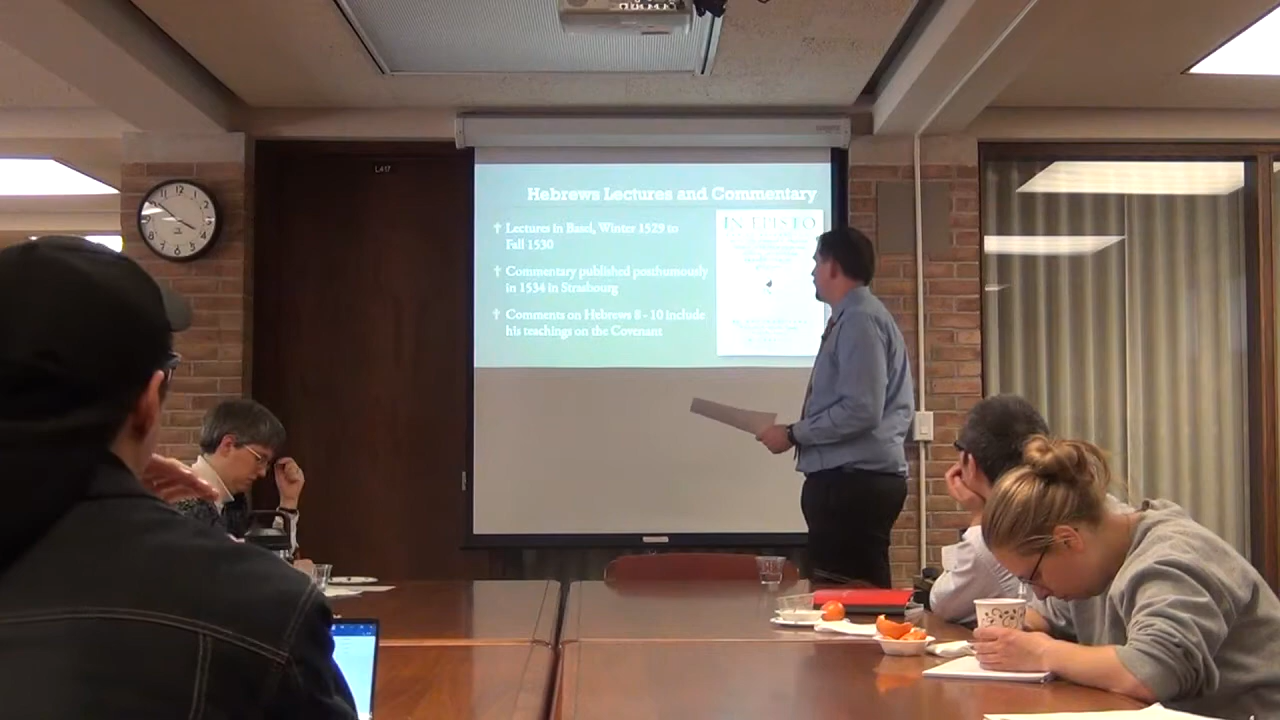 L417
Hebrews Lectures and Commentary
† Lectures in Basel, Winter 1529 to
Fall 1530
† Commentary published posthumously
in 1534 in Strasbourg
† Comments on Hebrews 8 - 10 include
his teachings on the Covenant